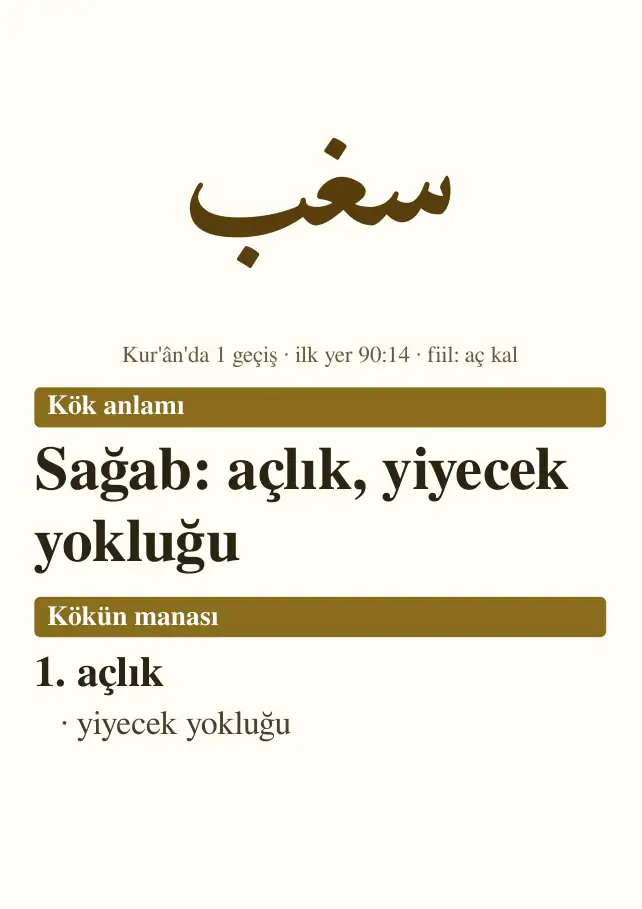 سغب
Kur'ân'da 1 geçiş · ilk yer 90:14 · fiil: aç kal
Kök anlamı
Sağab: açlık, yiyecek
yokluğu
Kökün manası
1. açlık
· yiyecek yokluğu